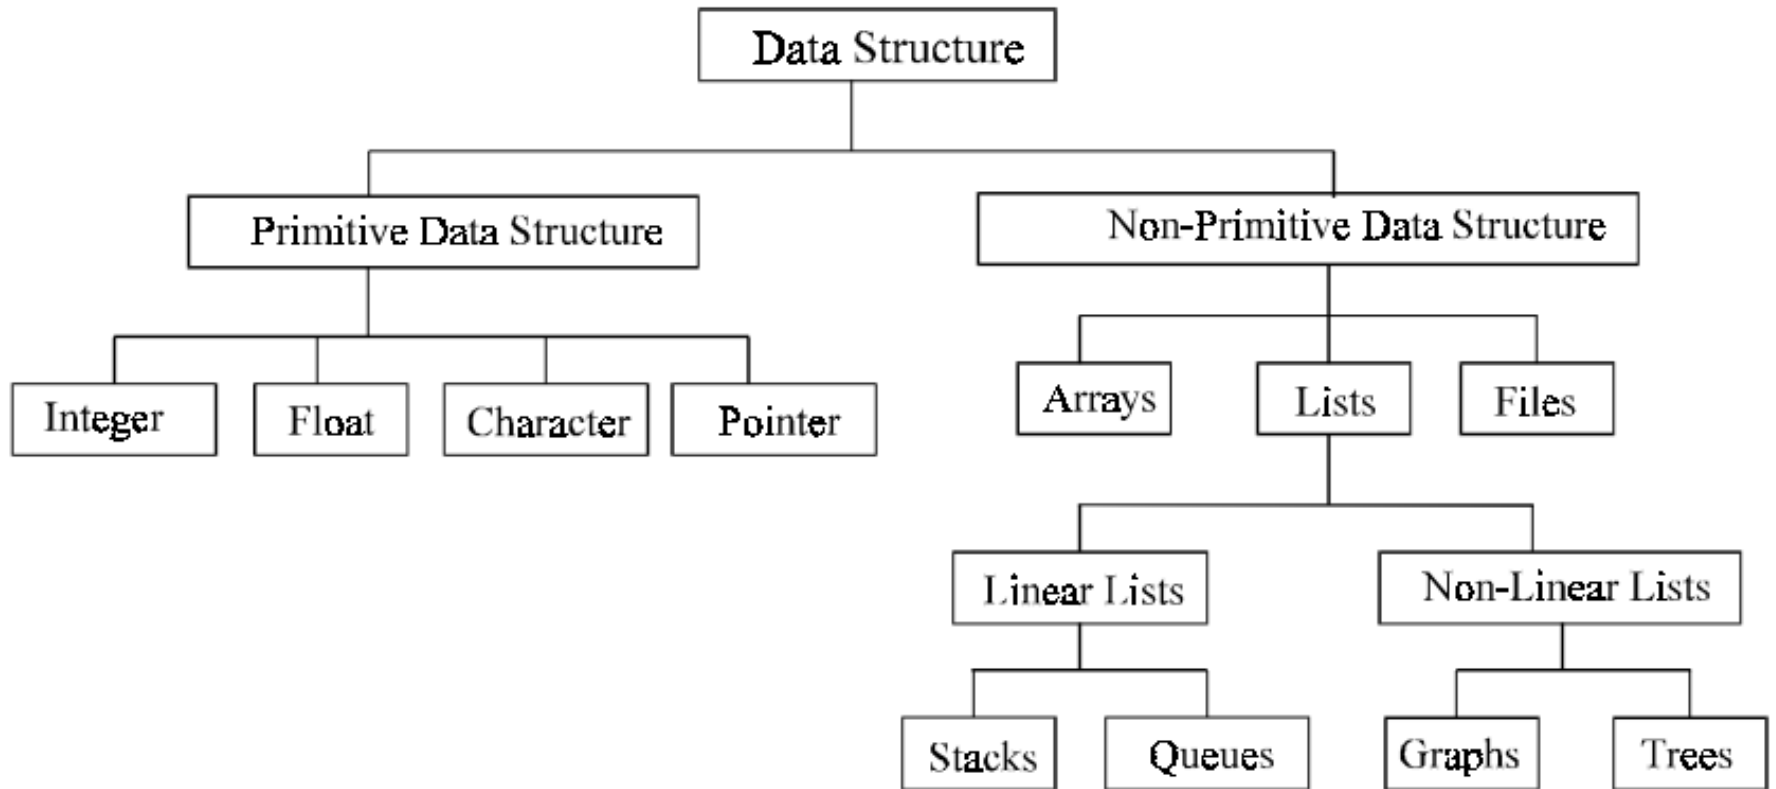 Data Structure
Primitive Data Structure
Non-Primitive Data Structure
Integer
Float
Character
Pointer
Arrays
Lists
Files
Linear Lists
Non-Linear Lists
Stacks
Queues
Graphs
Trees